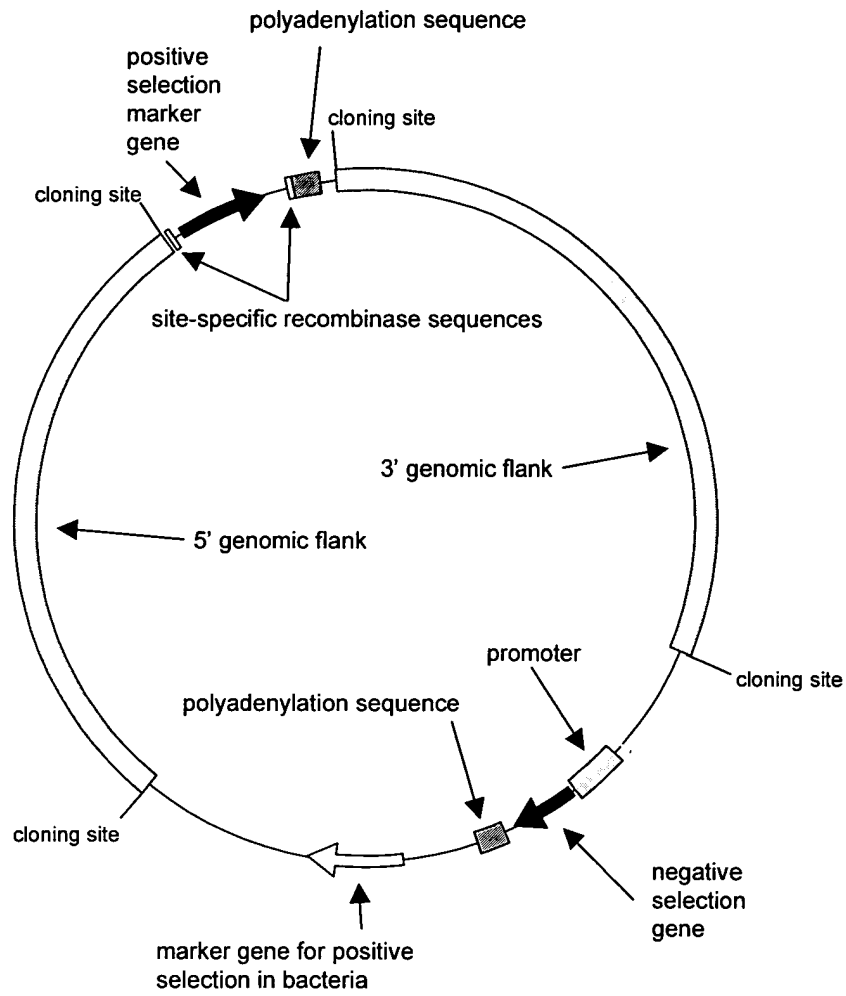 polyadenylation sequence
positive
selection
marker
gene
cloning site
cloning site
site-specific recombinase sequences
3' genomic flank
5' genomic flank
promoter
cloning site
polyadenylation sequence
cloning site
negative
selection
gene
marker gene for positive
selection in bacteria